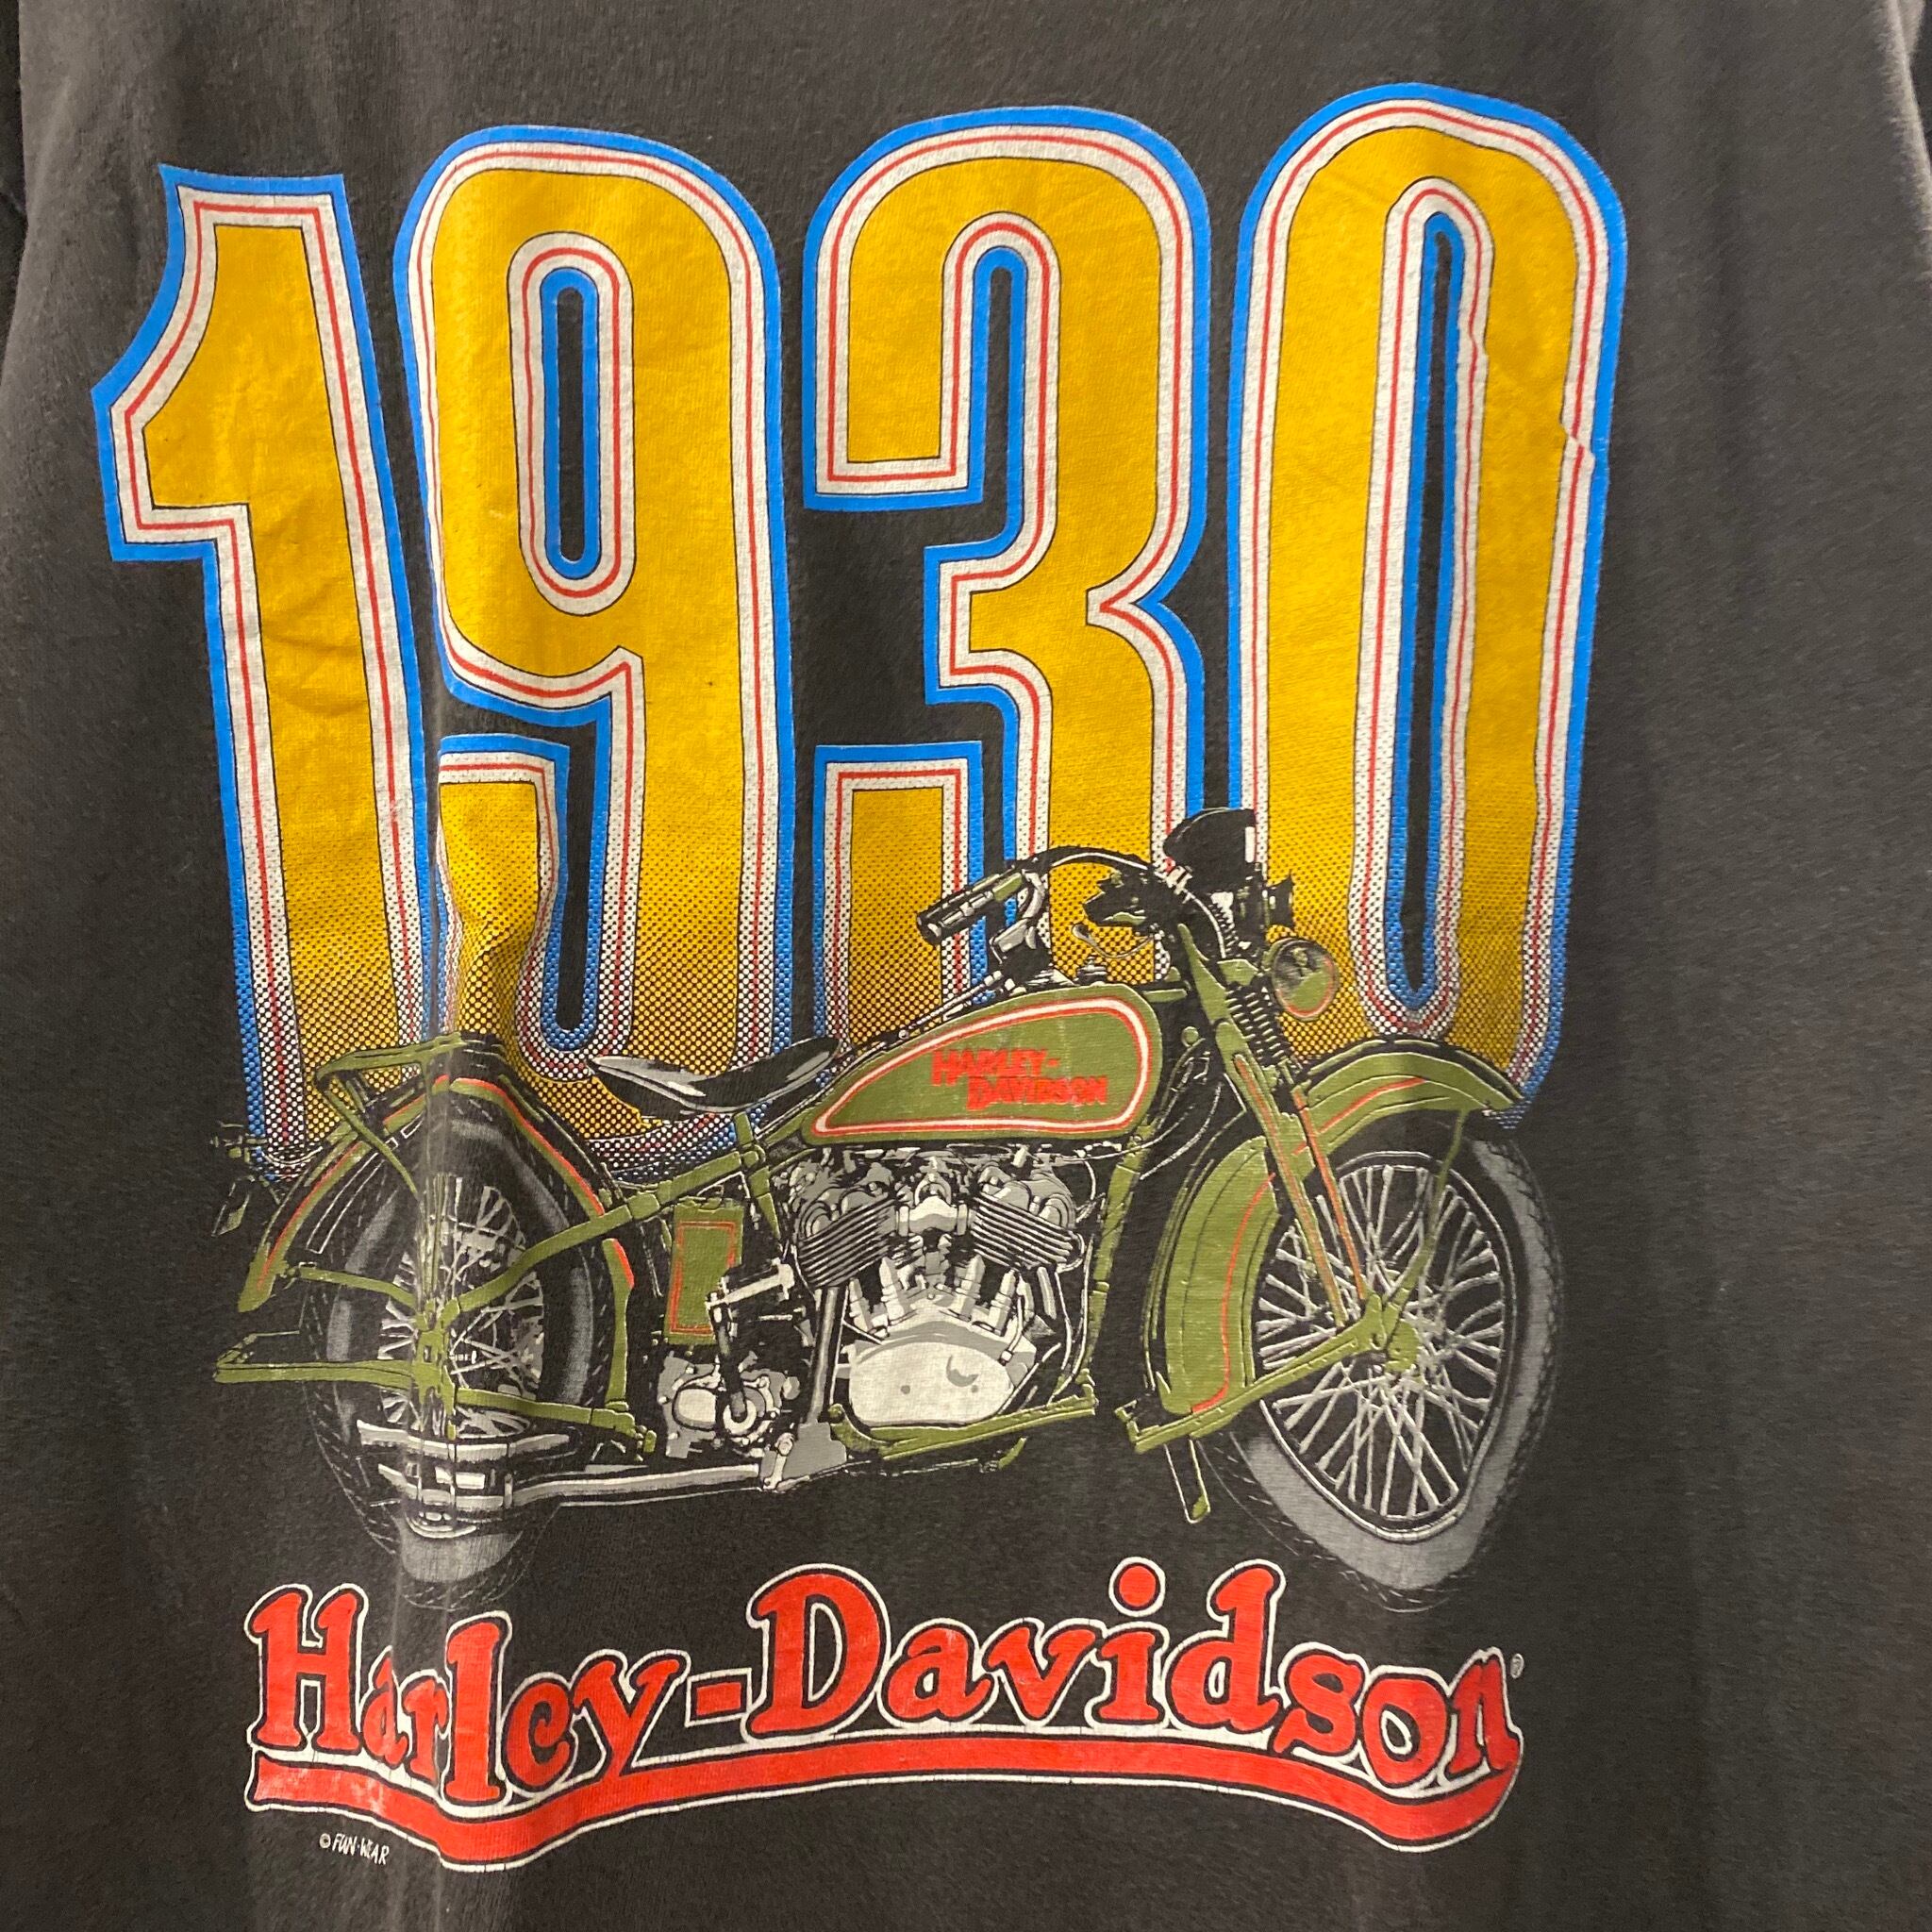 1930
HARLEY-
DAVIDSON
Harley-Davidson®
© FUN-WEAR